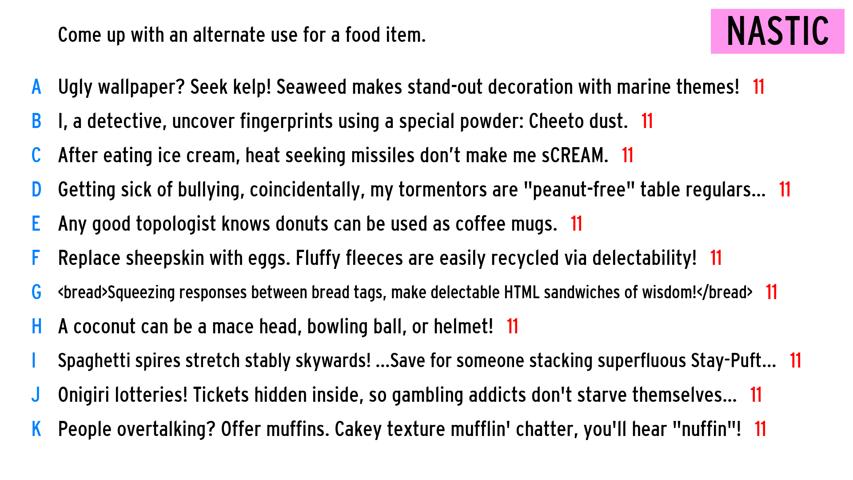 Come up with an alternate use for a food item.
NASTIC
A Ugly wallpaper? Seek kelp! Seaweed makes stand-out decoration with marine themes! 11
B I, a detective, uncover fingerprints using a special powder: Cheeto dust. 11
C After eating ice cream, heat seeking missiles don't make me sCREAM. 11
D Getting sick of bullying, coincidentally, my tormentors are "peanut-free" table regulars... 11
E Any good topologist knows donuts can be used as coffee mugs. 11
F Replace sheepskin with eggs. Fluffy fleeces are easily recycled via delectability! 11
G <bread>Squeezing responses between bread tags, make delectable HTML sandwiches of wisdom!</bread> 11
H A coconut can be a mace head, bowling ball, or helmet! 11
I Spaghetti spires stretch stably skywards! ...Save for someone stacking superfluous Stay-Puft... 11
J Onigiri lotteries! Tickets hidden inside, so gambling addicts don't starve themselves... 11
K People overtalking? Offer muffins. Cakey texture mufflin' chatter, you'll hear "nuffin"! 11